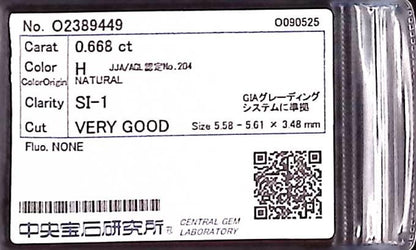 No. O2389449 O090525
Carat 0.668 ct
Color H JJA/AGL 認定No.204
ColorOrigin NATURAL
Clarity SI-1 GIAグレーディング
システムに準拠
Cut VERY GOOD Size 5.58 - 5.61 × 3.48 mm
Fluo. NONE
中央宝石研究所 CENTRAL GEM
LABORATORY